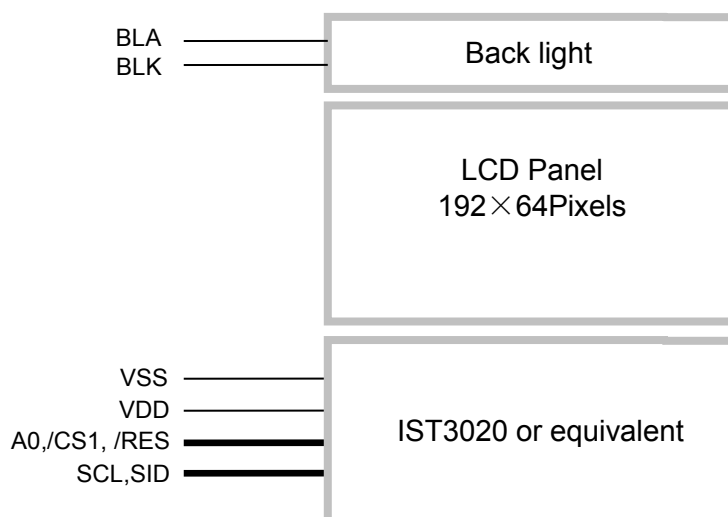 BLA
BLK
Back light
LCD Panel
192×64Pixels
VSS
VDD
A0,/CS1, /RES
SCL,SID
IST3020 or equivalent